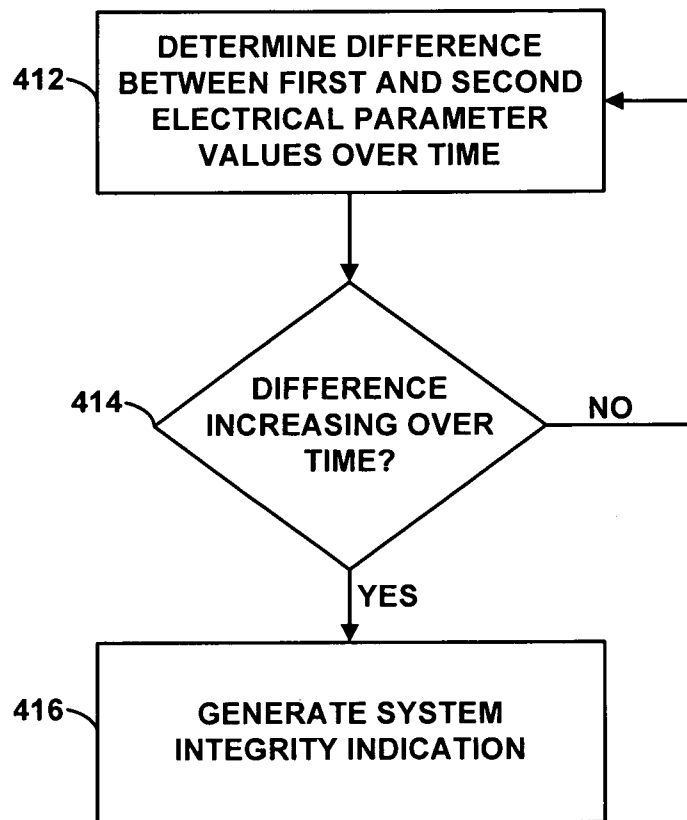 412
DETERMINE DIFFERENCE
BETWEEN FIRST AND SECOND
ELECTRICAL PARAMETER
VALUES OVER TIME
414
DIFFERENCE
INCREASING OVER
TIME?
NO
YES
416
GENERATE SYSTEM
INTEGRITY INDICATION